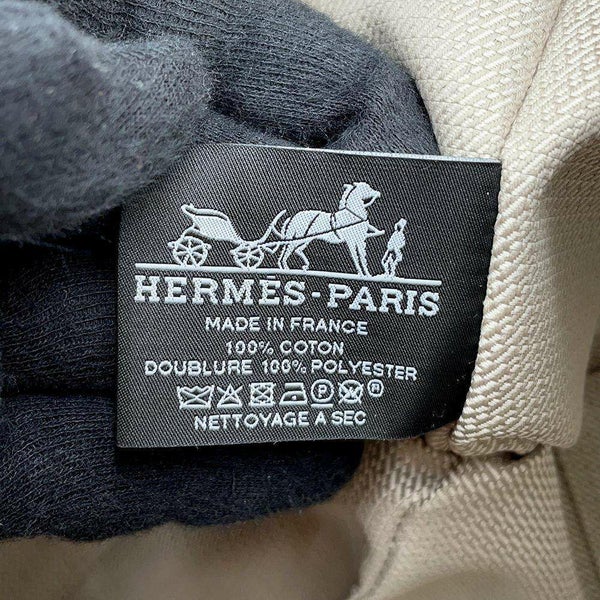 HERMÈS-PARIS
MADE IN FRANCE
100% COTON
DOUBLURE 100% POLYESTER
P W ®
NETTOYAGE A SEC